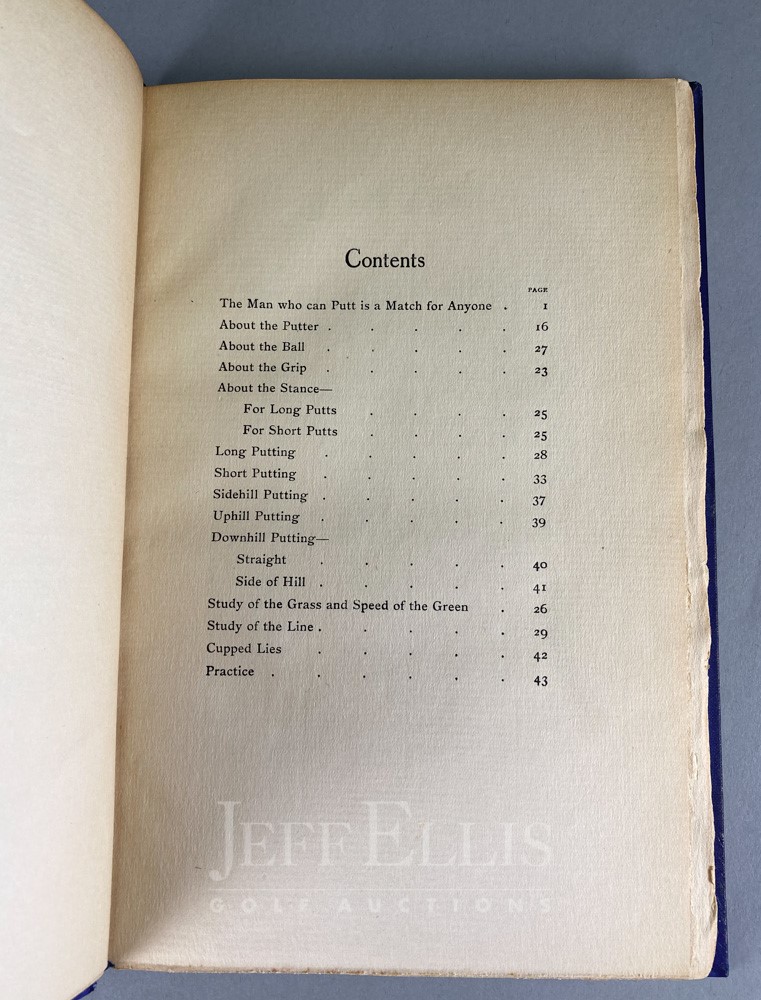 Contents
PAGE
The Man who can Putt is a Match for Anyone . 1
About the Putter . . . . . 16
About the Ball . . . . . 27
About the Grip . . . . . 23
About the Stance—
For Long Putts . . . . 25
For Short Putts . . . . 25
Long Putting . . . . . 28
Short Putting . . . . . 33
Sidehill Putting . . . . . 37
Uphill Putting . . . . . 39
Downhill Putting—
Straight . . . . . 40
Side of Hill . . . . . 41
Study of the Grass and Speed of the Green . 26
Study of the Line . . . . . 29
Cupped Lies . . . . . 42
Practice . . . . . . 43
JEFF ELLIS
GOLF AUCTIONS